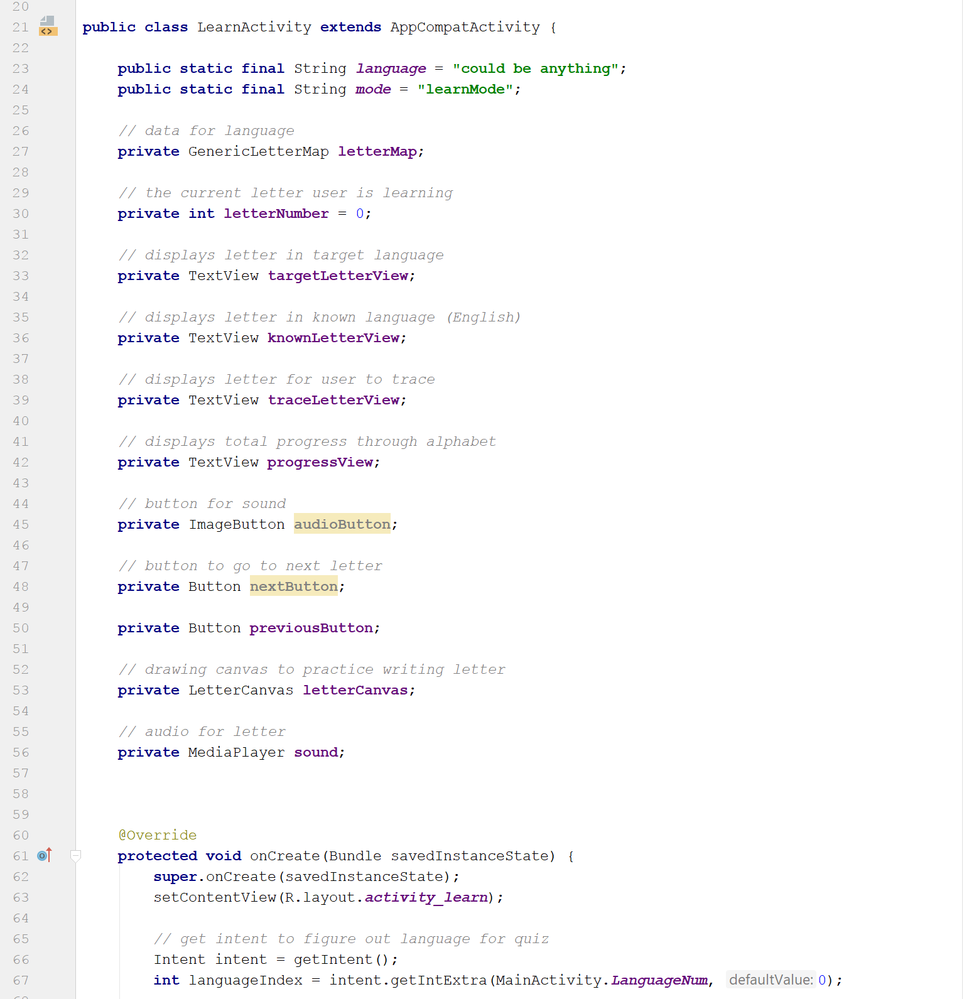 20
21 <> public class LearnActivity extends AppCompatActivity {
22
23 public static final String language = "could be anything";
24 public static final String mode = "learnMode";
25
26 // data for language
27 private GenericLetterMap letterMap;
28
29 // the current letter user is learning
30 private int letterNumber = 0;
31
32 // displays letter in target language
33 private TextView targetLetterView;
34
35 // displays letter in known language (English)
36 private TextView knownLetterView;
37
38 // displays letter for user to trace
39 private TextView traceLetterView;
40
41 // displays total progress through alphabet
42 private TextView progressView;
43
44 // button for sound
45 private ImageButton audioButton;
46
47 // button to go to next letter
48 private Button nextButton;
49
50 private Button previousButton;
51
52 // drawing canvas to practice writing letter
53 private LetterCanvas letterCanvas;
54
55 // audio for letter
56 private MediaPlayer sound;
57
58
59
60 @Override
61 protected void onCreate(Bundle savedInstanceState) {
62 super.onCreate(savedInstanceState);
63 setContentView(R.layout.activity_learn);
64
65 // get intent to figure out language for quiz
66 Intent intent = getIntent();
67 int languageIndex = intent.getIntExtra(MainActivity.LanguageNum, defaultValue: 0);